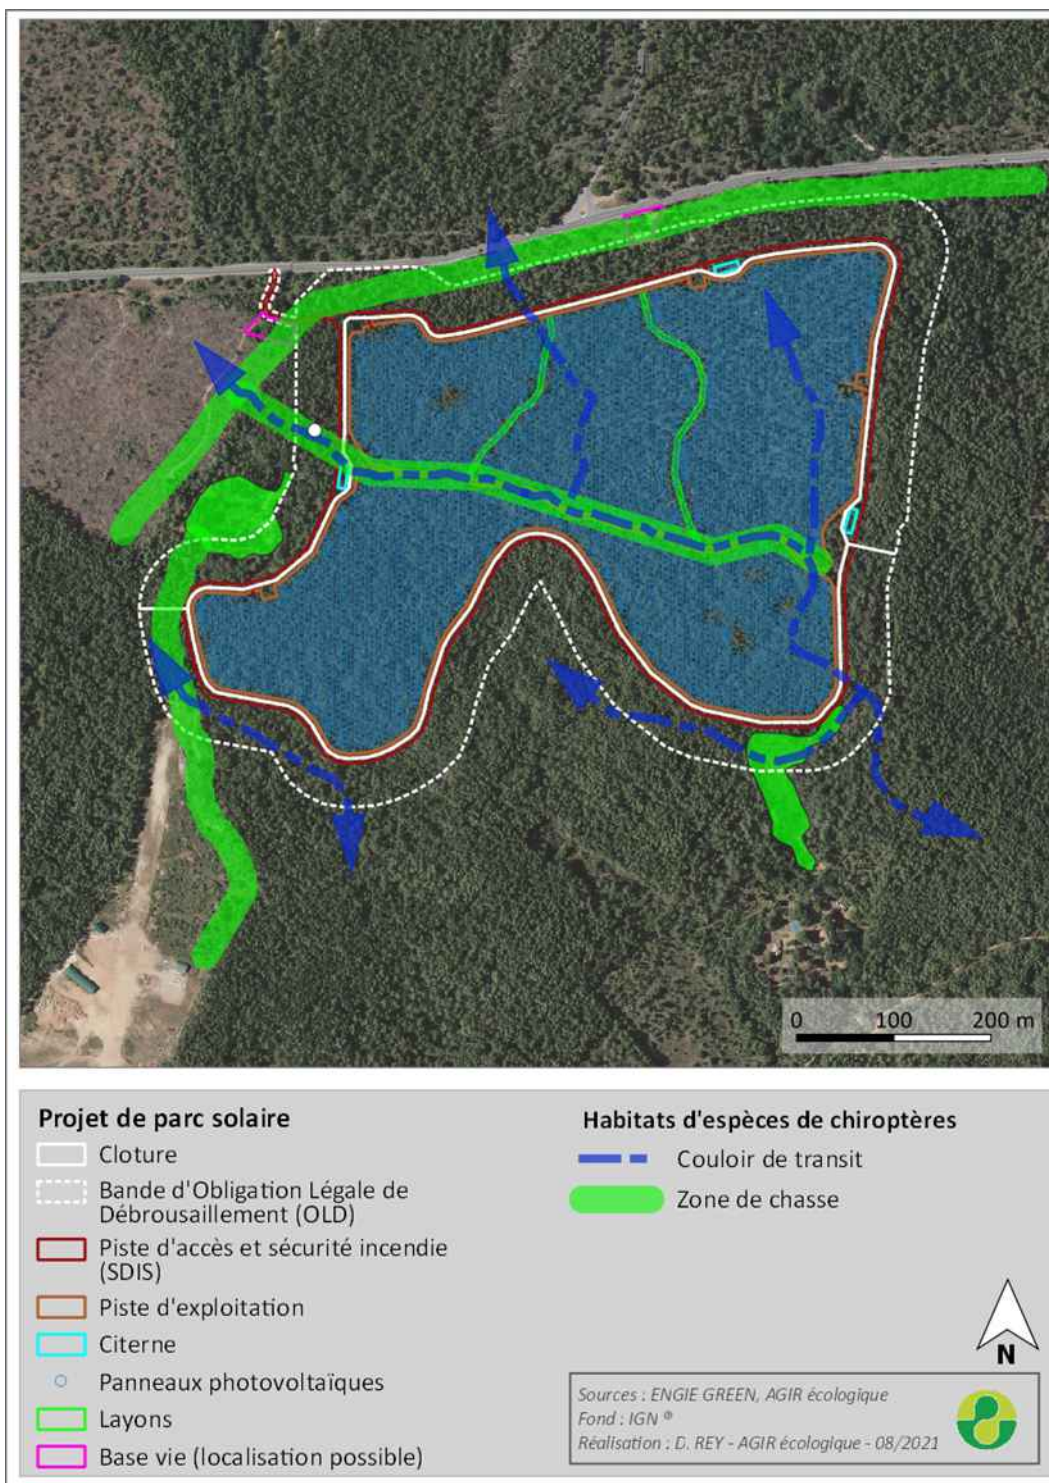 0 100 200 m
Projet de parc solaire
Cloture
Bande d'Obligation Légale de
Débrousaillement (OLD)
Piste d'accès et sécurité incendie
(SDIS)
Piste d'exploitation
Citerne
Panneaux photovoltaïques
Layons
Base vie (localisation possible)
Habitats d'espèces de chiroptères
Couloir de transit
Zone de chasse
N
Sources : ENGIE GREEN, AGIR écologique
Fond : IGN ®
Réalisation : D. REY - AGIR écologique - 08/2021